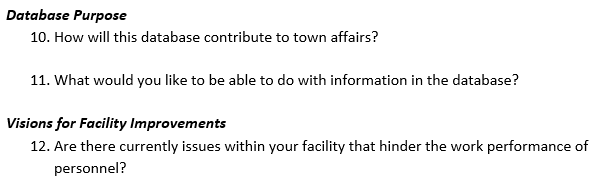 Database Purpose
10. How will this database contribute to town affairs?
11. What would you like to be able to do with information in the database?
Visions for Facility Improvements
12. Are there currently issues within your facility that hinder the work performance of
personnel?